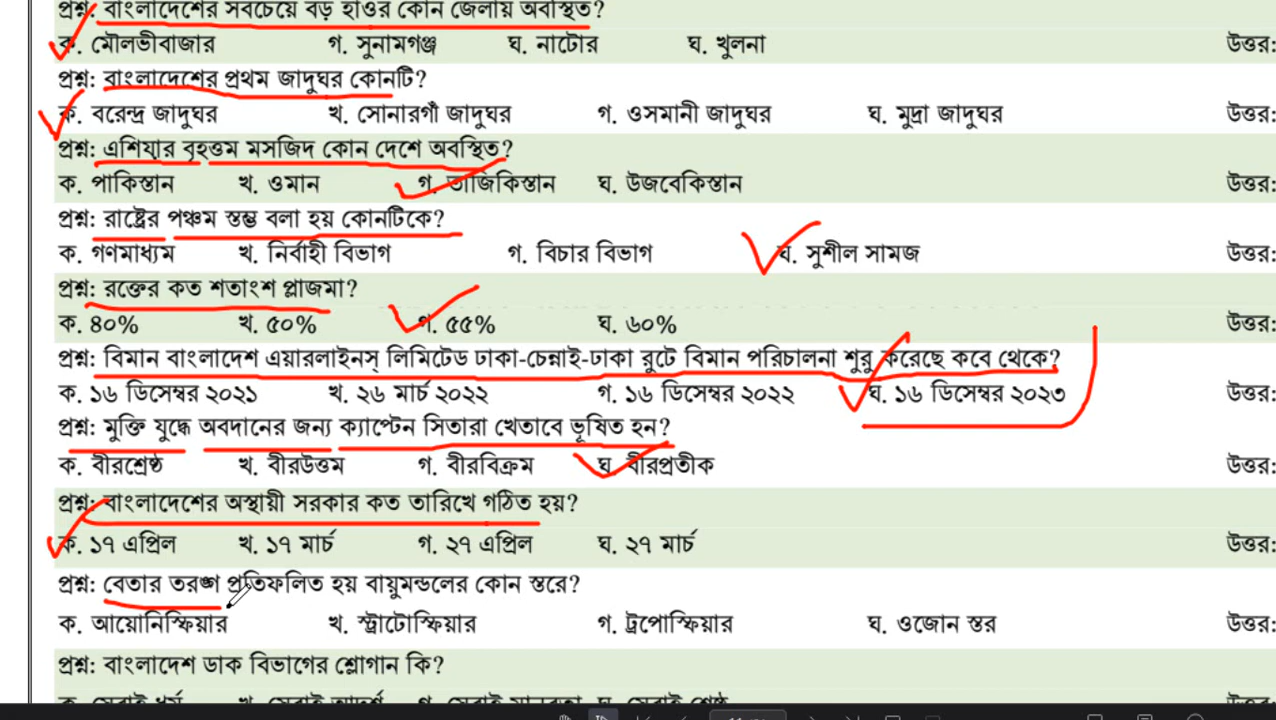 প্রশ্ন: বাংলাদেশের সবচেয়ে বড় হাওর কোন জেলায় অবস্থিত?
ক. মৌলভীবাজার গ. সুনামগঞ্জ ঘ. নাটোর ঘ. খুলনা উত্তর:
প্রশ্ন: বাংলাদেশের প্রথম জাদুঘর কোনটি?
ক. বরেন্দ্র জাদুঘর খ. সোনারগাঁ জাদুঘর গ. ওসমানী জাদুঘর ঘ. মুদ্রা জাদুঘর উত্তর:
প্রশ্ন: এশিয়ার বৃহত্তম মসজিদ কোন দেশে অবস্থিত?
ক. পাকিস্তান খ. ওমান গ. তাজিকিস্তান ঘ. উজবেকিস্তান উত্তর:
প্রশ্ন: রাষ্ট্রের পঞ্চম স্তম্ভ বলা হয় কোনটিকে?
ক. গণমাধ্যম খ. নির্বাহী বিভাগ গ. বিচার বিভাগ ঘ. সুশীল সামজ উত্তর:
প্রশ্ন: রক্তের কত শতাংশ প্লাজমা?
ক. ৪০% খ. ৫০% গ. ৫৫% ঘ. ৬০% উত্তর:
প্রশ্ন: বিমান বাংলাদেশ এয়ারলাইনস্ লিমিটেড ঢাকা-চেন্নাই-ঢাকা রুটে বিমান পরিচালনা শুরু করেছে কবে থেকে?
ক. ১৬ ডিসেম্বর ২০২১ খ. ২৬ মার্চ ২০২২ গ. ১৬ ডিসেম্বর ২০২২ ঘ. ১৬ ডিসেম্বর ২০২৩ উত্তর:
প্রশ্ন: মুক্তি যুদ্ধে অবদানের জন্য ক্যাপ্টেন সিতারা খেতাবে ভূষিত হন?
ক. বীরশ্রেষ্ঠ খ. বীরউত্তম গ. বীরবিক্রম ঘ. বীরপ্রতীক উত্তর:
প্রশ্ন: বাংলাদেশের অস্থায়ী সরকার কত তারিখে গঠিত হয়?
ক. ১৭ এপ্রিল খ. ১৭ মার্চ গ. ২৭ এপ্রিল ঘ. ২৭ মার্চ উত্তর:
প্রশ্ন: বেতার তরঙ্গ প্রতিফলিত হয় বায়ুমন্ডলের কোন স্তরে?
ক. আয়োনিস্ফিয়ার খ. স্ট্রাটোস্ফিয়ার গ. ট্রপোস্ফিয়ার ঘ. ওজোন স্তর উত্তর:
প্রশ্ন: বাংলাদেশ ডাক বিভাগের শ্লোগান কি?
ক. সেবাই ধর্ম খ. সেবাই আদর্শ গ. সেবাই মানবতা ঘ. সেবাই শ্রেষ্ঠ উত্তর: